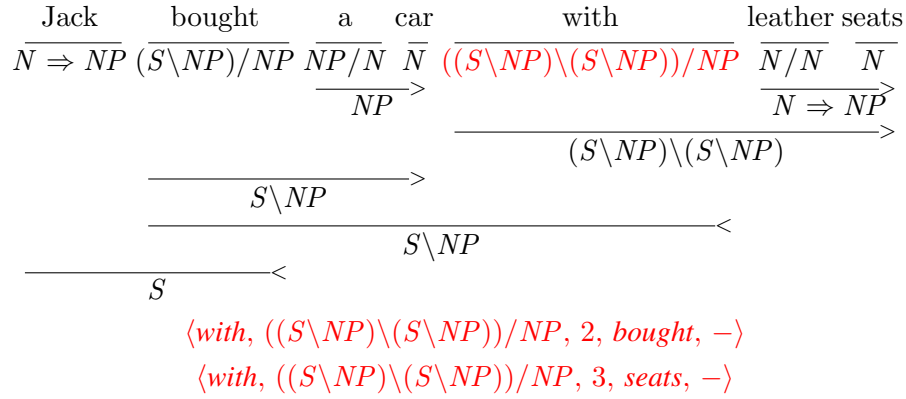 Jack bought a car with leather seats
N ⇒ NP (S\NP)/NP NP/N N ((S\NP)\(S\NP))/NP N/N N
> >
NP N ⇒ NP
>
(S\NP)\(S\NP)
>
S\NP
<
S\NP
<
S
⟨with, ((S\NP)\(S\NP))/NP, 2, bought, −⟩
⟨with, ((S\NP)\(S\NP))/NP, 3, seats, −⟩